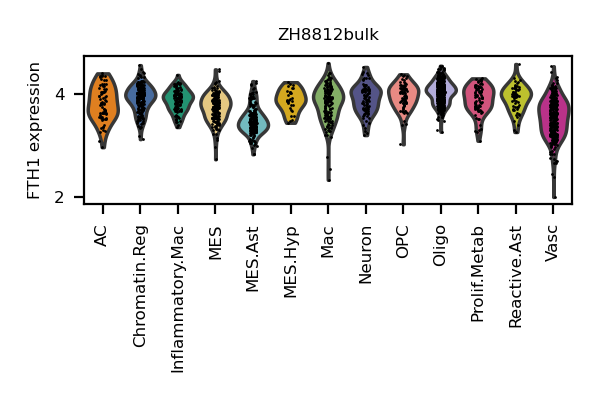 ZH8812bulk
FTH1 expression
4
2
AC
Chromatin.Reg
Inflammatory.Mac
MES
MES.Ast
MES.Hyp
Mac
Neuron
OPC
Oligo
Prolif.Metab
Reactive.Ast
Vasc